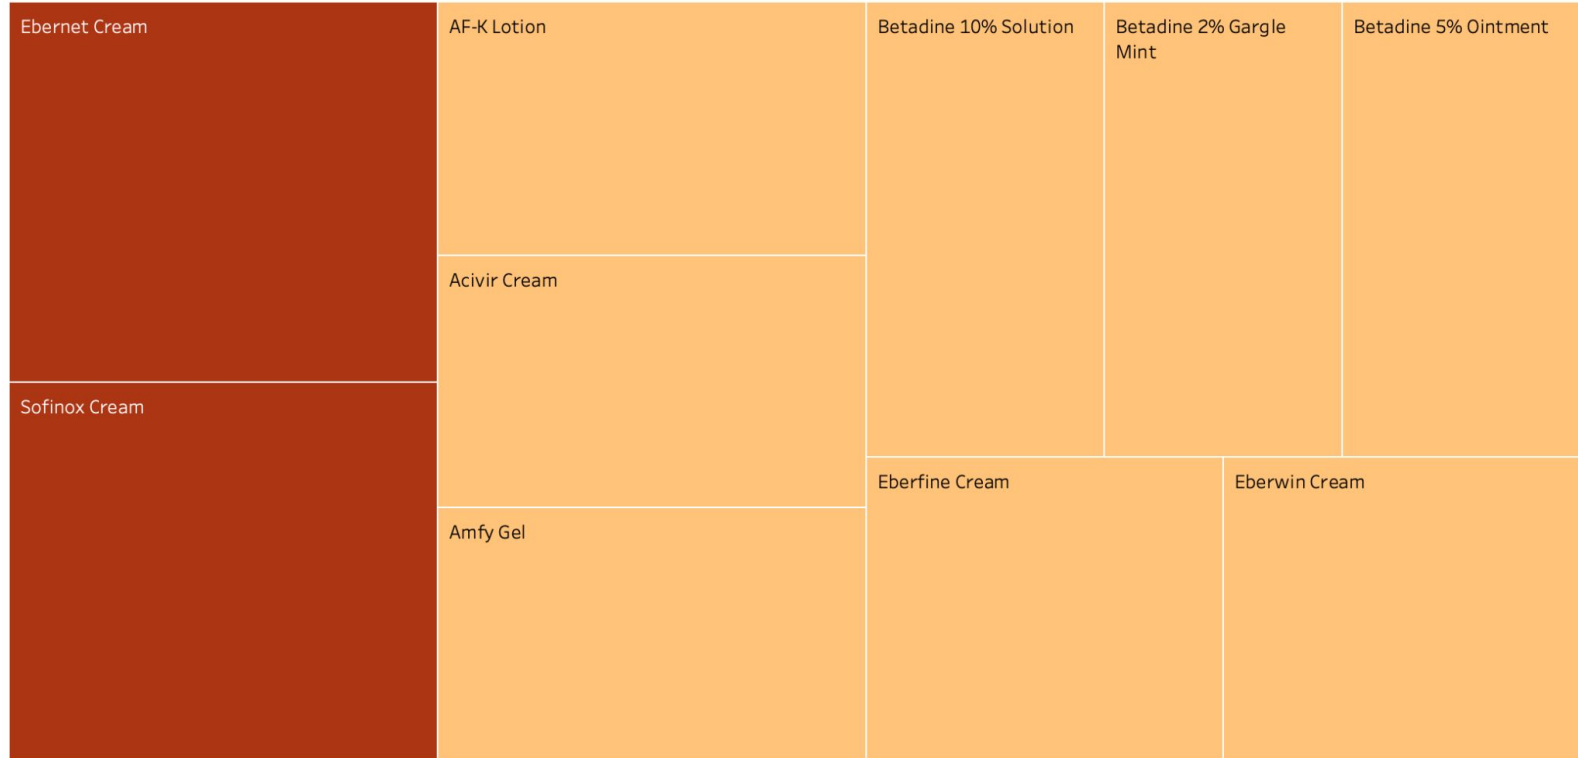 Ebernet Cream
Sofinox Cream
AF-K Lotion
Acivir Cream
Amfy Gel
Betadine 10% Solution
Betadine 2% Gargle
Mint
Betadine 5% Ointment
Eberfine Cream
Eberwin Cream